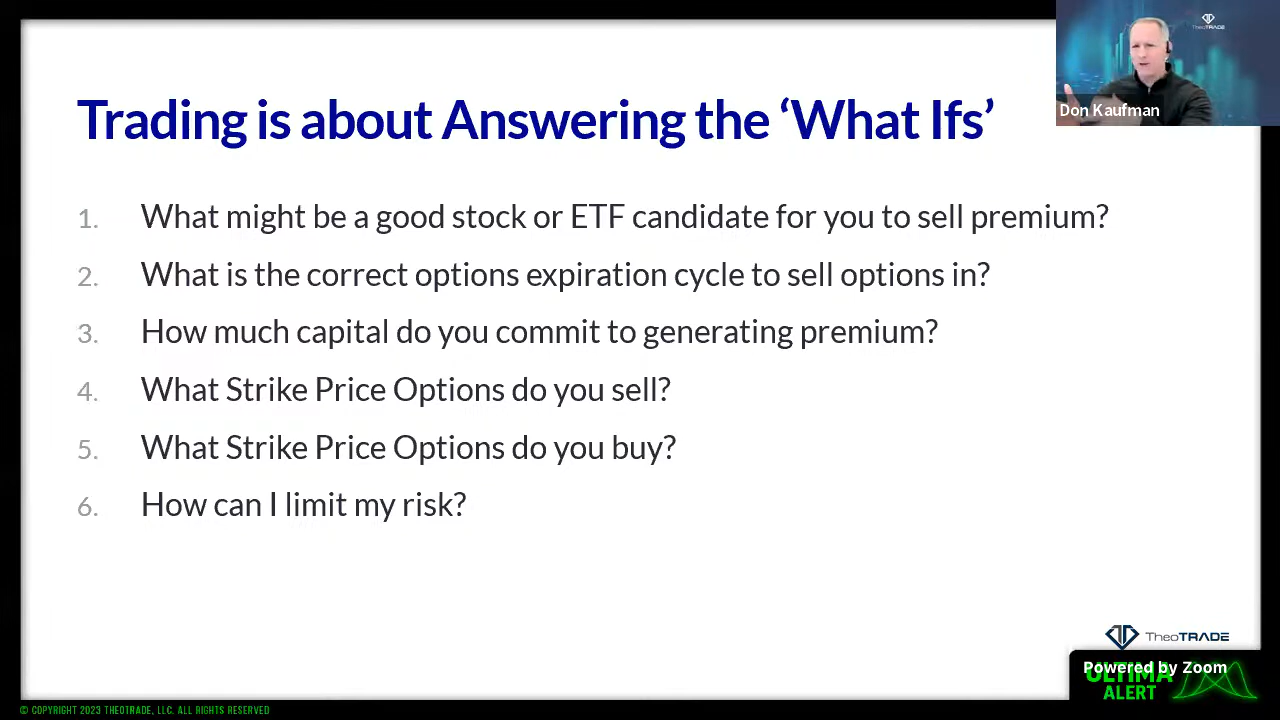 TheoTRADE
Don Kaufman
Trading is about Answering the ‘What Ifs’
1. What might be a good stock or ETF candidate for you to sell premium?
2. What is the correct options expiration cycle to sell options in?
3. How much capital do you commit to generating premium?
4. What Strike Price Options do you sell?
5. What Strike Price Options do you buy?
6. How can I limit my risk?
TheoTRADE
Powered by Zoom
ULTIMA
ALERT
© COPYRIGHT 2023 THEOTRADE, LLC. ALL RIGHTS RESERVED